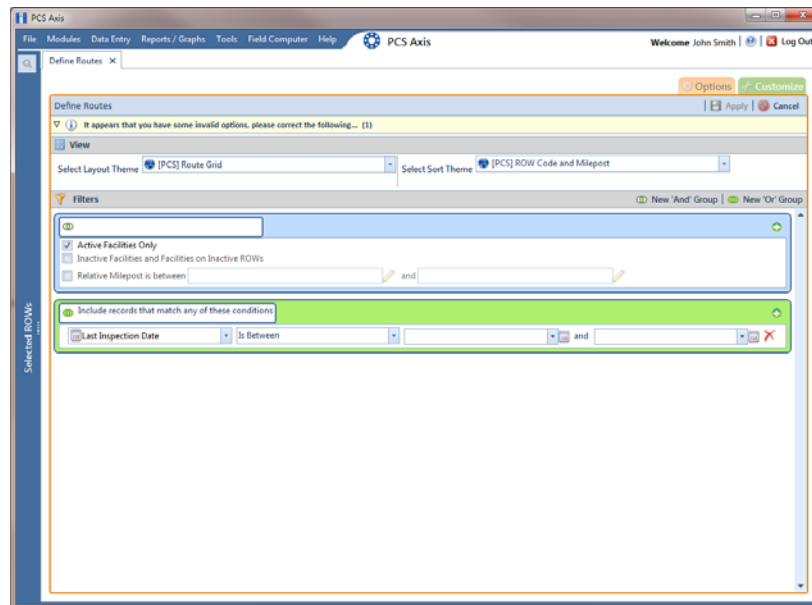 PCS Axis
File Modules Data Entry Reports / Graphs Tools Field Computer Help PCS Axis Welcome John Smith Log Out
Define Routes
Options Customize
Define Routes Apply Cancel
It appears that you have some invalid options, please correct the following... (1)
View
Select Layout Theme [PCS] Route Grid Select Sort Theme [PCS] ROW Code and Milepost
Filters New 'And' Group New 'Or' Group
Active Facilities Only
Inactive Facilities and Facilities on Inactive ROWs
Relative Milepost is between and
Include records that match any of these conditions
Last Inspection Date Is Between and
Selected ROWs